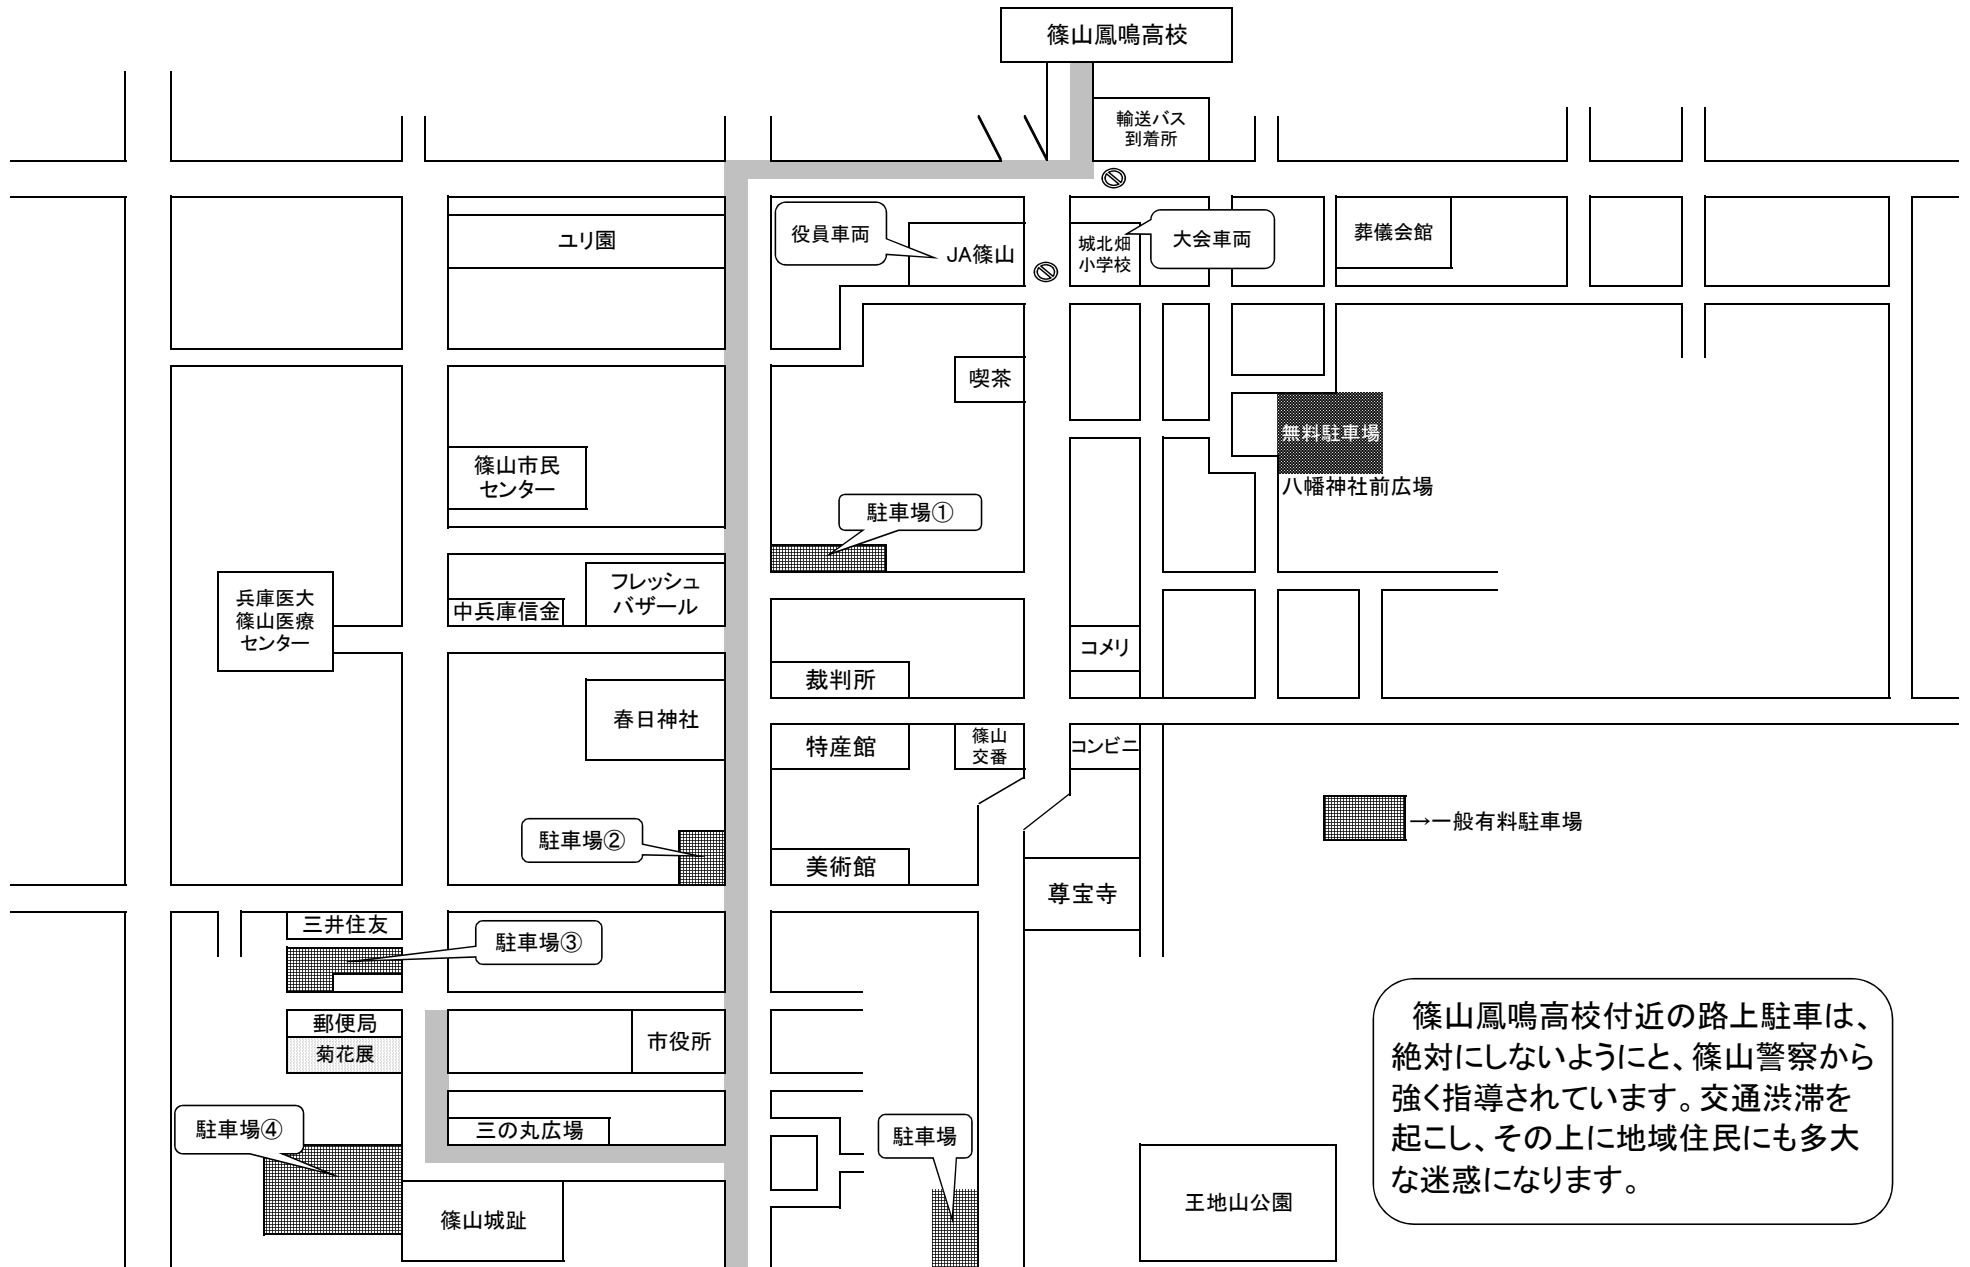 篠山鳳鳴高校
輸送バス
到着所
役員車両
JA篠山
城北畑
小学校
大会車両
葬儀会館
ユリ園
喫茶
無料駐車場
八幡神社前広場
篠山市民
センター
駐車場①
兵庫医大
篠山医療
センター
中兵庫信金
フレッシュ
バザール
コメリ
裁判所
春日神社
特産館
篠山
交番
コンビニ
→一般有料駐車場
駐車場②
美術館
尊宝寺
三井住友
駐車場③
郵便局
菊花展
市役所
駐車場④
三の丸広場
駐車場
篠山城趾
王地山公園
篠山鳳鳴高校付近の路上駐車は、
絶対にしないようにと、篠山警察から
強く指導されています。交通渋滞を
起こし、その上に地域住民にも多大
な迷惑になります。